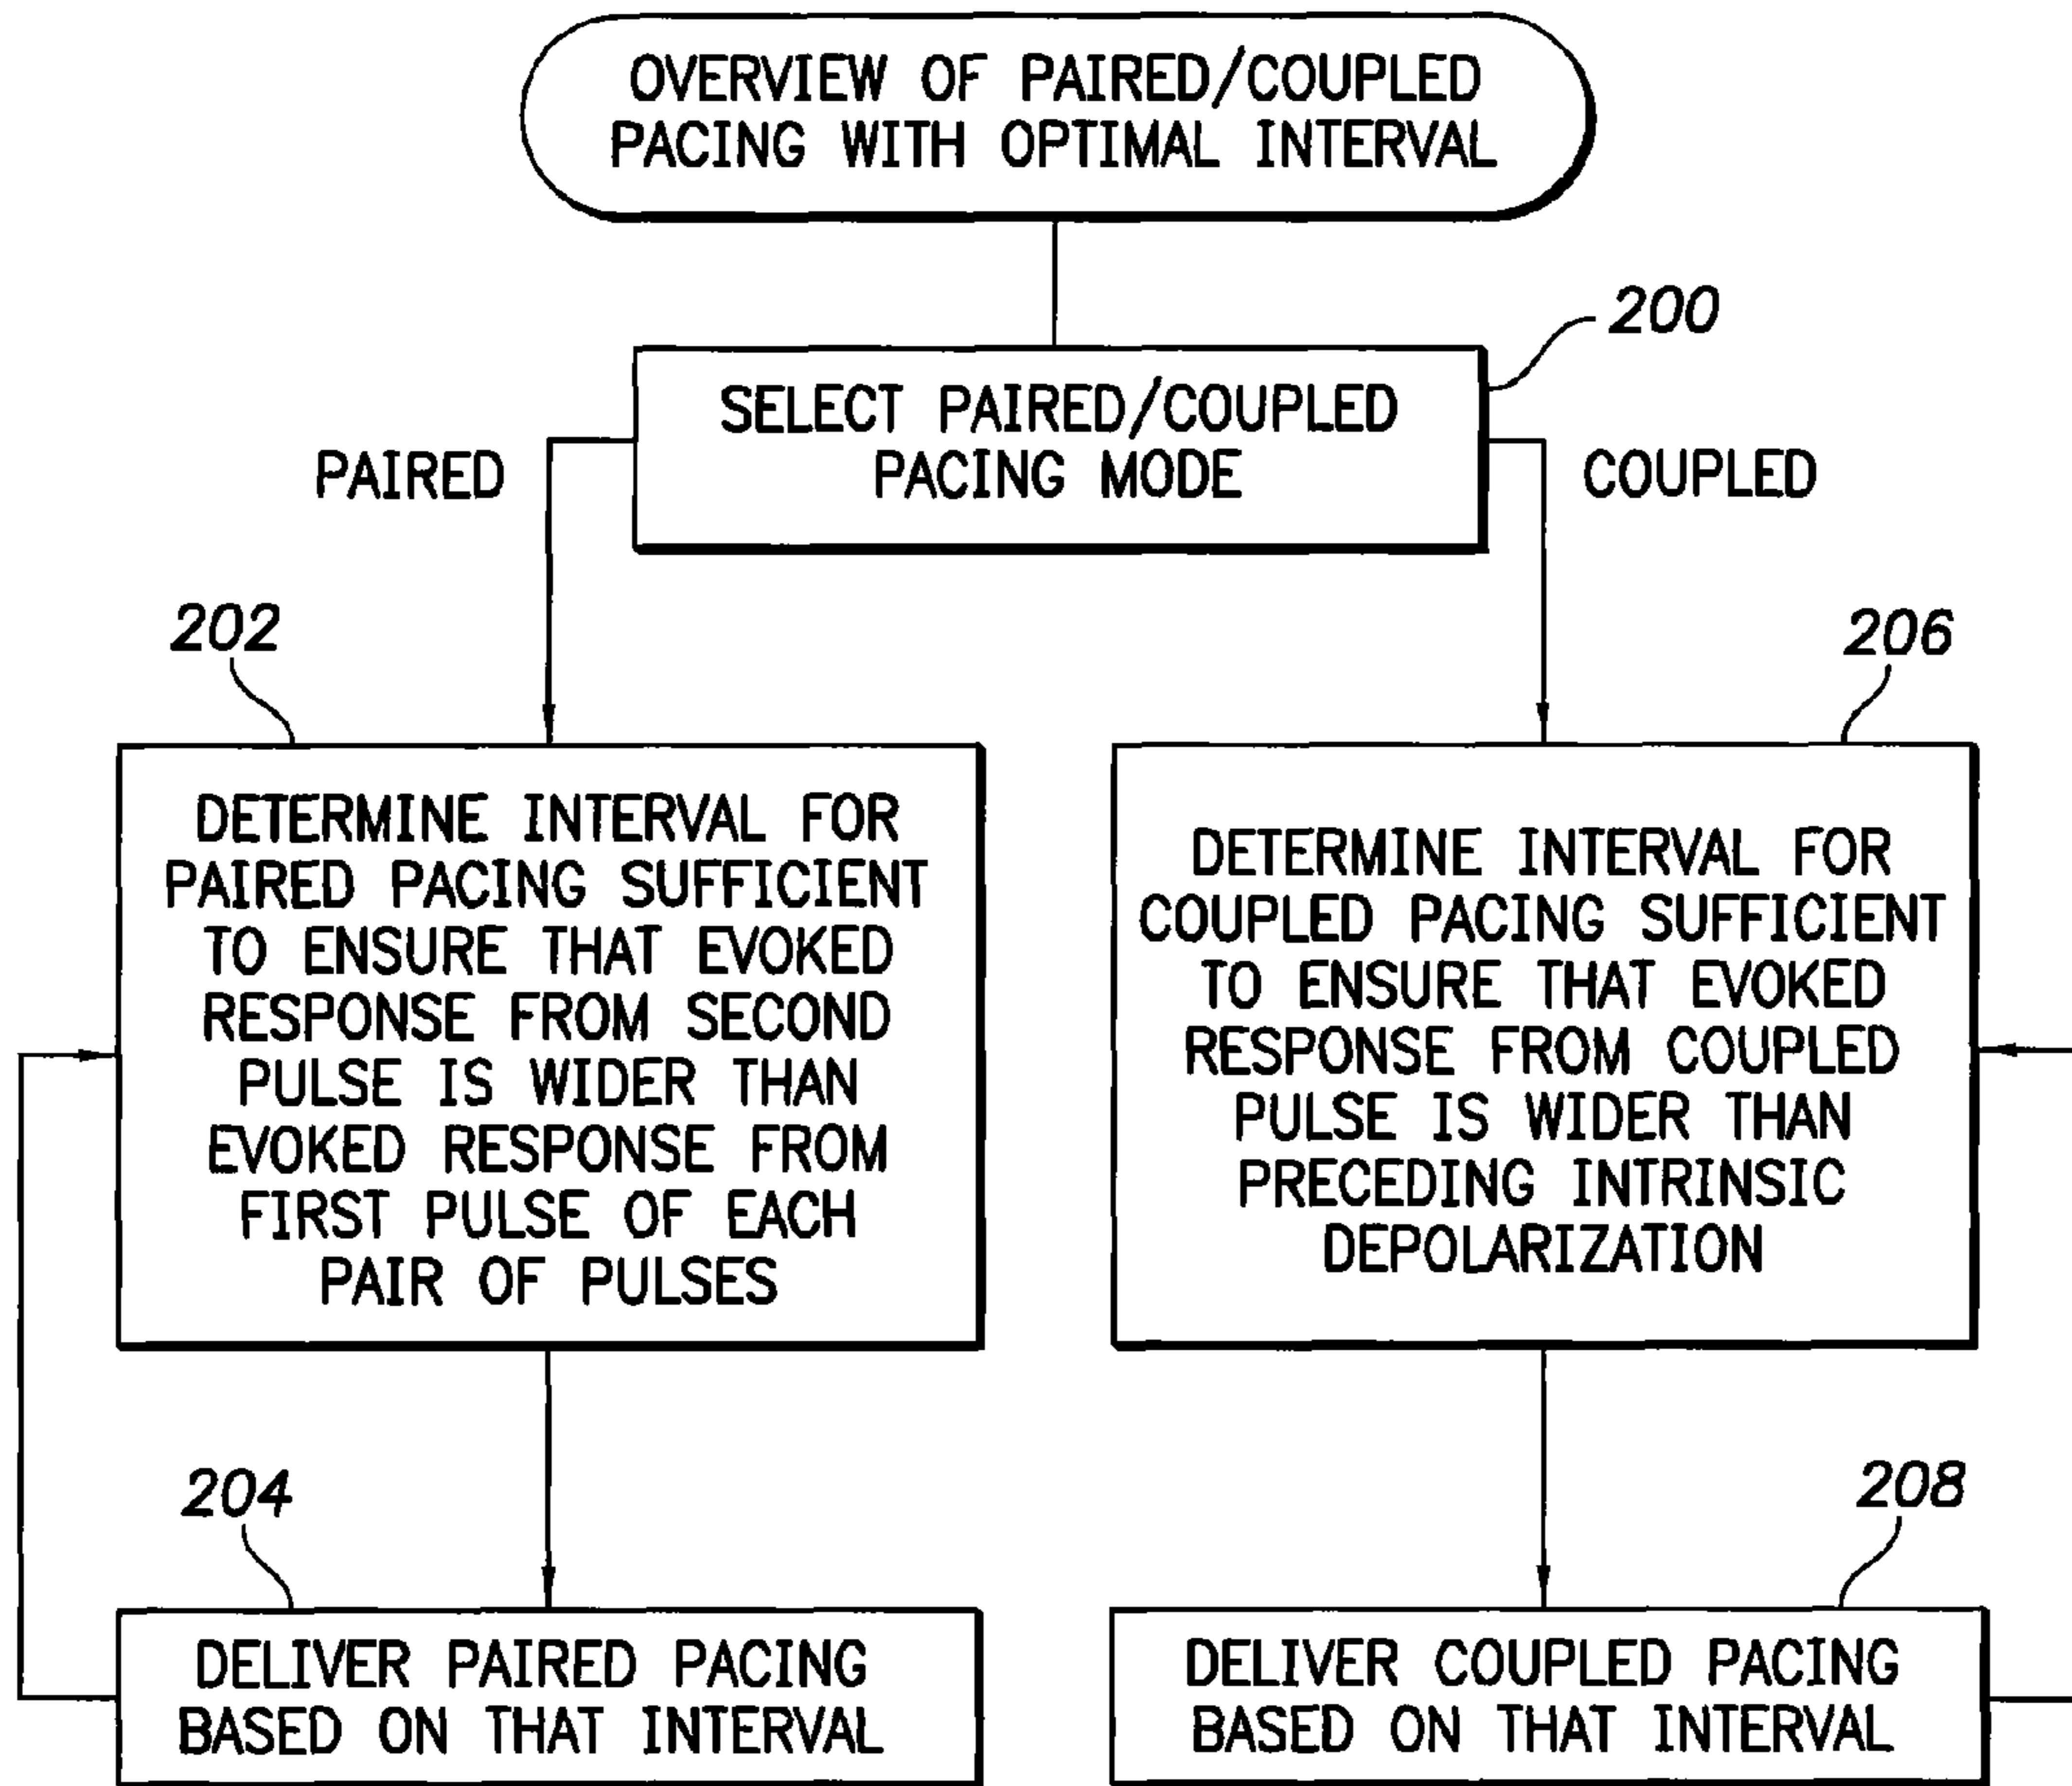 OVERVIEW OF PAIRED/COUPLED
PACING WITH OPTIMAL INTERVAL
200
SELECT PAIRED/COUPLED
PACING MODE
PAIRED
COUPLED
202
DETERMINE INTERVAL FOR
PAIRED PACING SUFFICIENT
TO ENSURE THAT EVOKED
RESPONSE FROM SECOND
PULSE IS WIDER THAN
EVOKED RESPONSE FROM
FIRST PULSE OF EACH
PAIR OF PULSES
206
DETERMINE INTERVAL FOR
COUPLED PACING SUFFICIENT
TO ENSURE THAT EVOKED
RESPONSE FROM COUPLED
PULSE IS WIDER THAN
PRECEDING INTRINSIC
DEPOLARIZATION
204
DELIVER PAIRED PACING
BASED ON THAT INTERVAL
208
DELIVER COUPLED PACING
BASED ON THAT INTERVAL